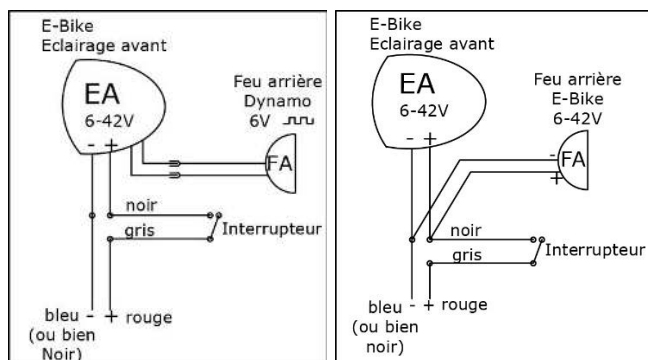 E-Bike
Eclairage avant
EA
6-42V
- +
Feu arrière
Dynamo
6V
FA
noir
gris
Interrupteur
bleu - + rouge
(ou bien
Noir)
E-Bike
Eclairage avant
EA
6-42V
- +
Feu arrière
E-Bike
6-42V
-
FA
+
noir
gris
Interrupteur
bleu - + rouge
(ou bien
noir)